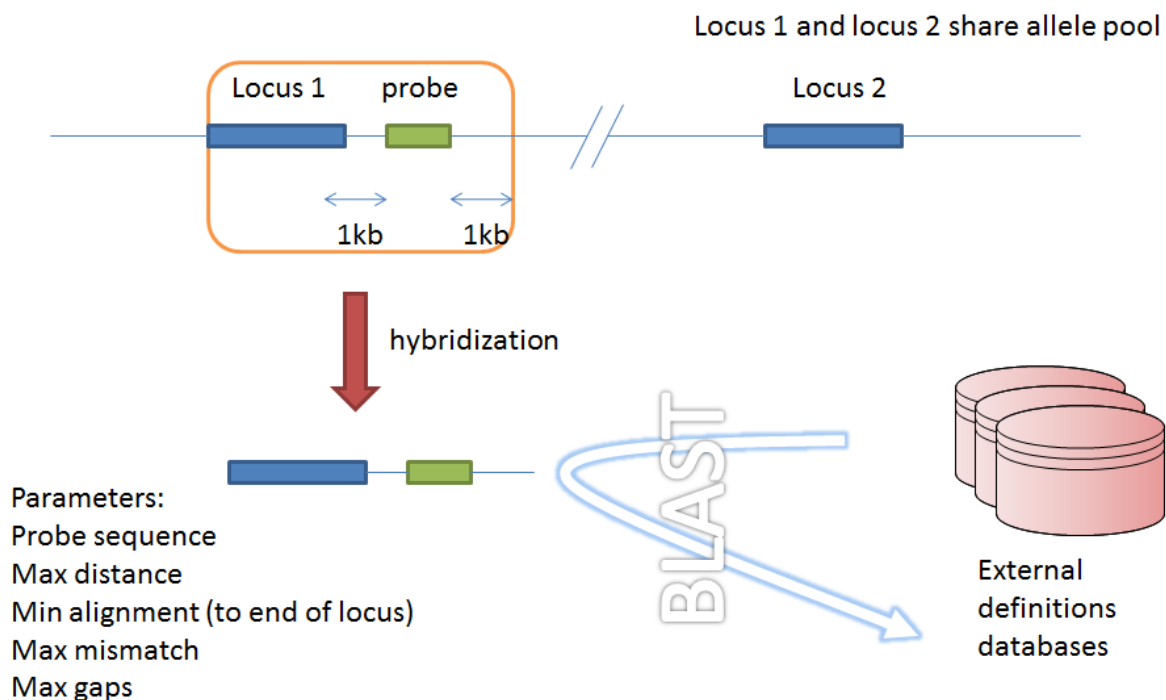 Locus 1 and locus 2 share allele pool
Locus 1
probe
Locus 2
1kb
1kb
hybridization
BLAST
Parameters:
Probe sequence
Max distance
Min alignment (to end of locus)
Max mismatch
Max gaps
External
definitions
databases